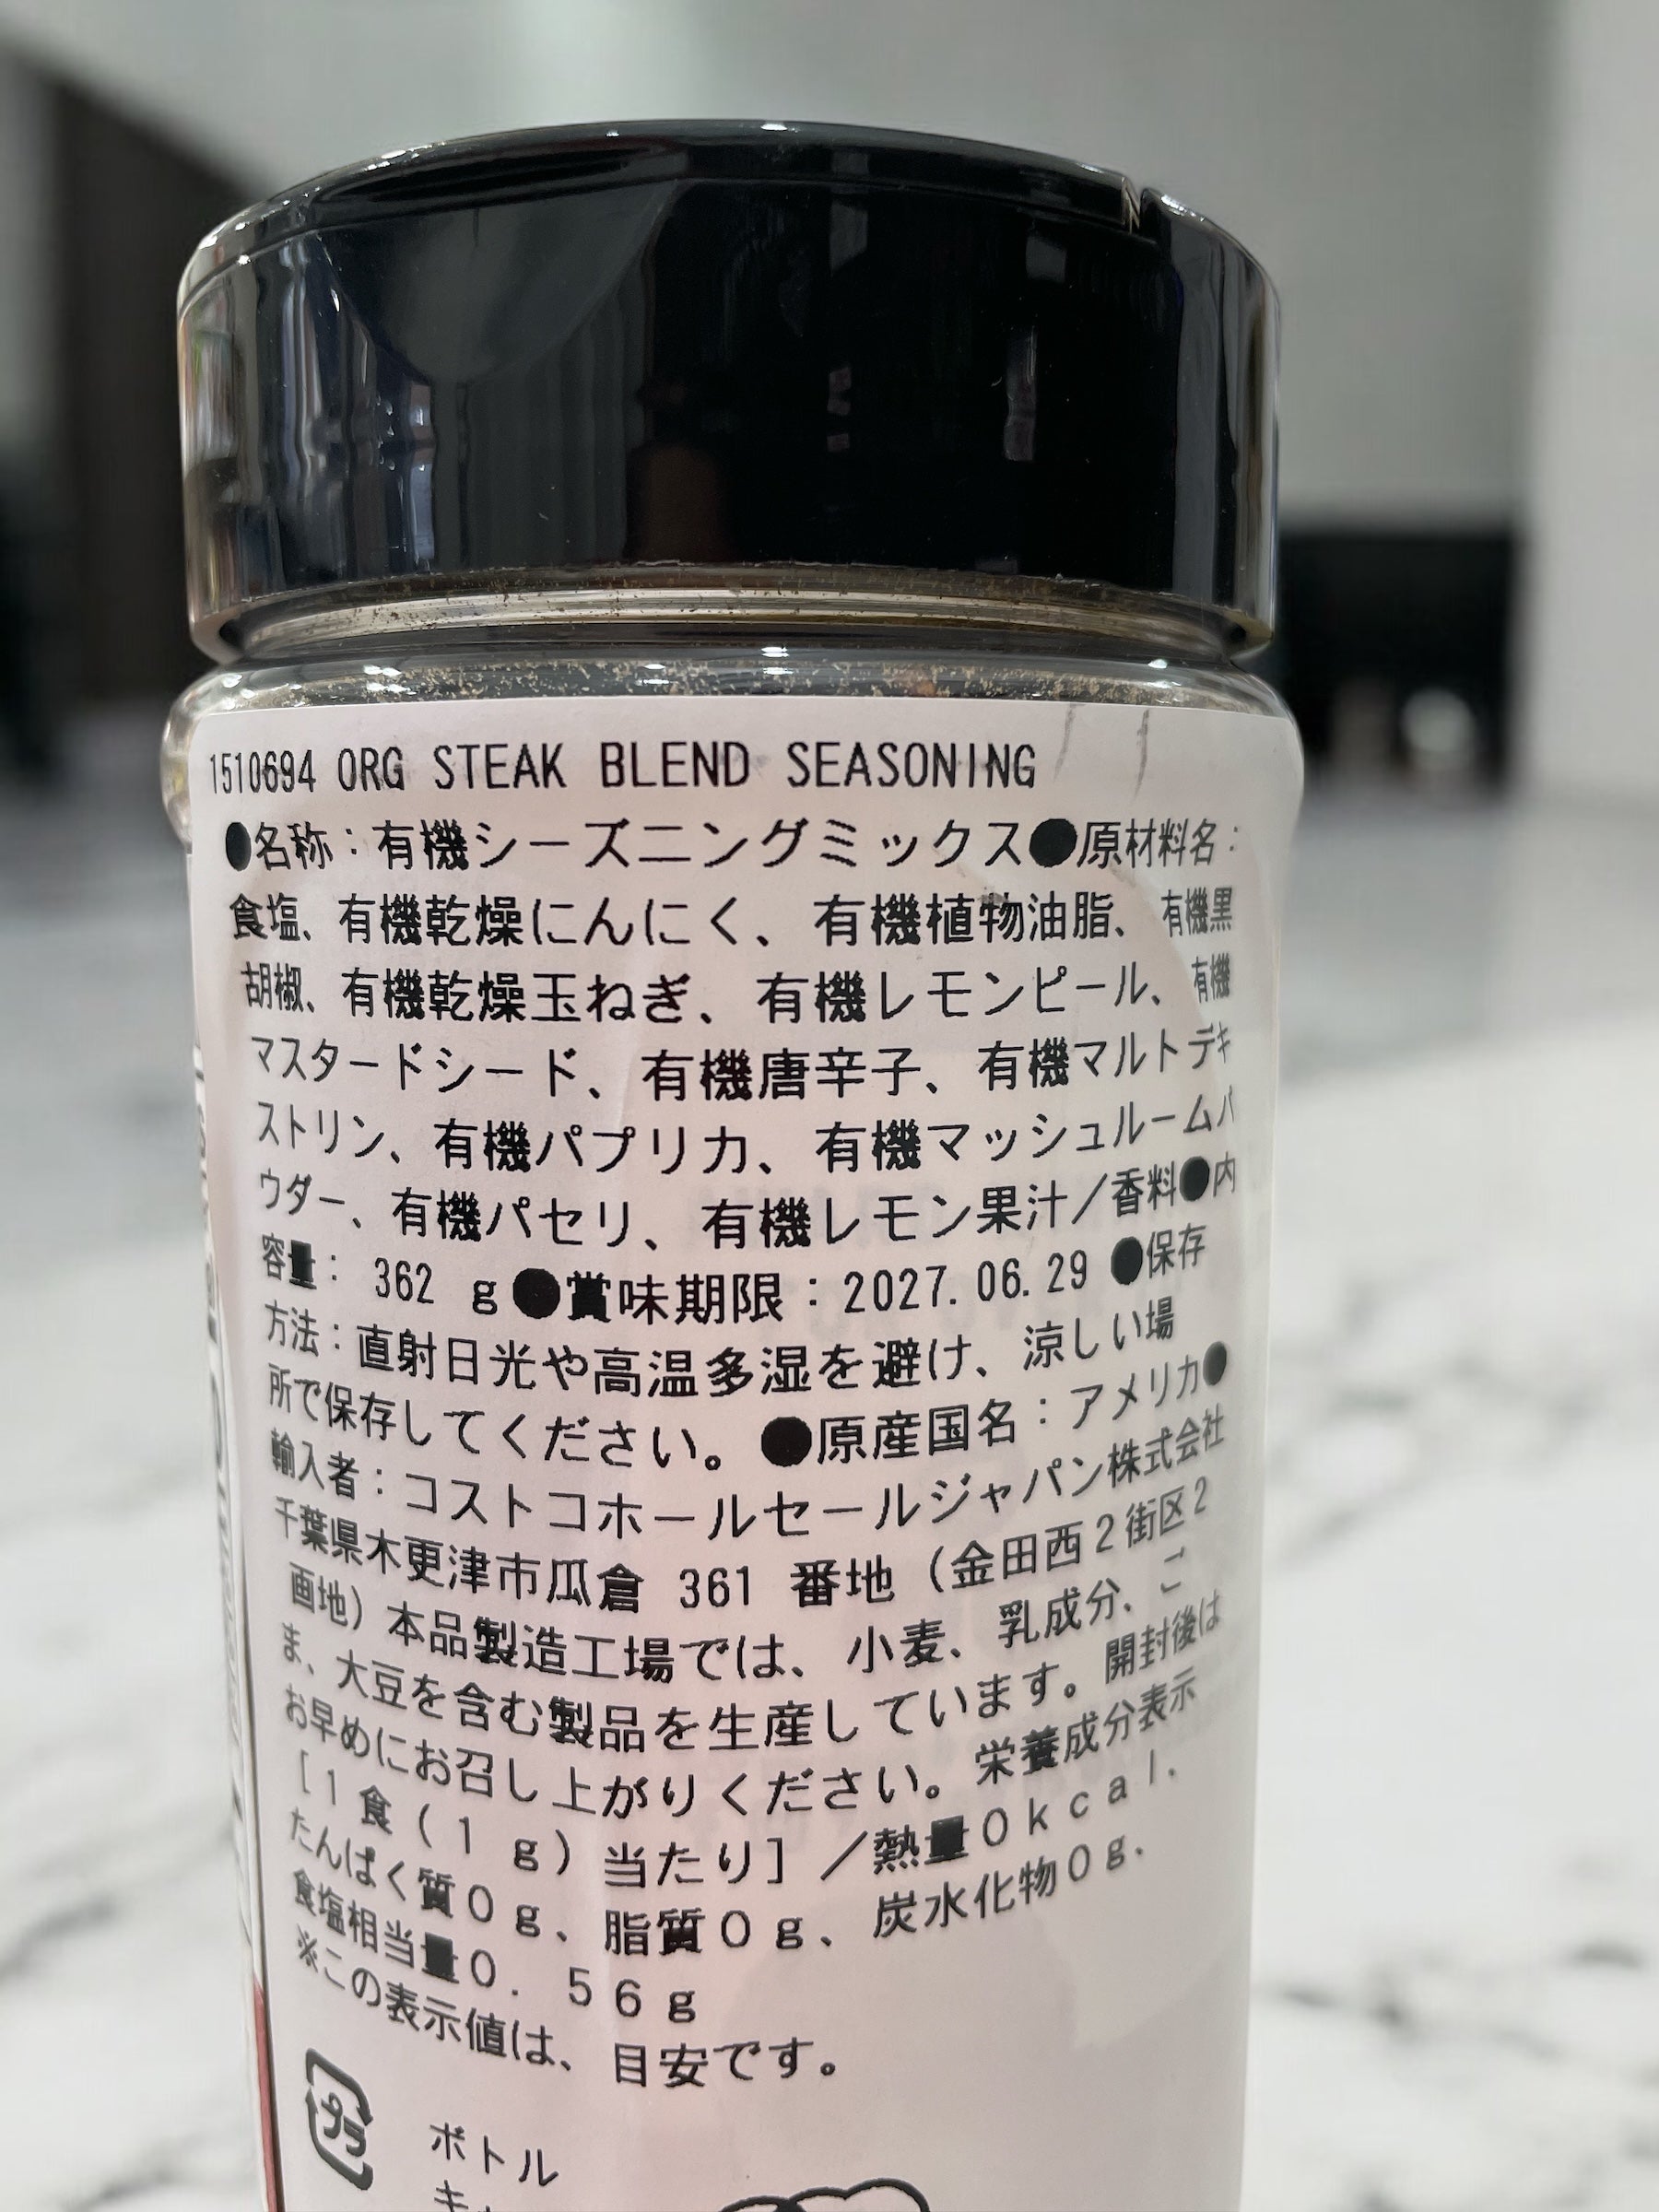 1510694 ORG STEAK BLEND SEASONING
●名称：有機シーズニングミックス●原材料名：
食塩、有機乾燥にんにく、有機植物油脂、有機黒
胡椒、有機乾燥玉ねぎ、有機レモンピール、有機
マスタードシード、有機唐辛子、有機マルトデキ
ストリン、有機パプリカ、有機マッシュルームパ
ウダー、有機パセリ、有機レモン果汁／香料●内
容量： 362 g●賞味期限：2027.06.29 ●保存
方法：直射日光や高温多湿を避け、涼しい場
所で保存してください。●原産国名：アメリカ●
輸入者：コストコホールセールジャパン株式会社
千葉県木更津市瓜倉 361 番地（金田西２街区２
画地）本品製造工場では、小麦、乳成分、ご
ま、大豆を含む製品を生産しています。開封後は
お早めにお召し上がりください。栄養成分表示
［１食（１ｇ）当たり］／熱量０ｋｃａｌ、
たんぱく質０ｇ、脂質０ｇ、炭水化物０ｇ、
食塩相当量０．５６ｇ
※この表示値は、目安です。
プラ
ボトル